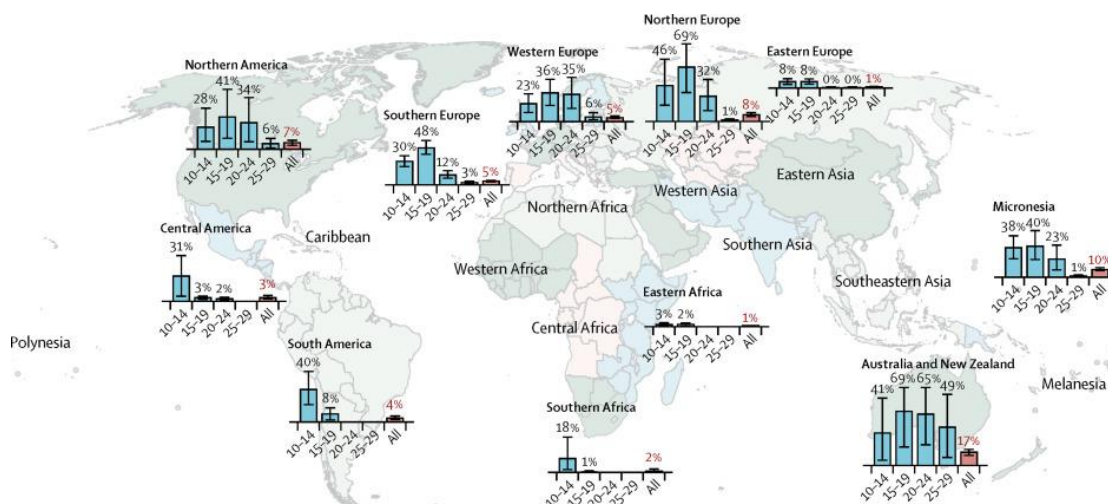 Northern America
28% 41% 34% 6% 7%
10–14 15–19 20–24 25–29 All
Southern Europe
30% 48% 12% 3% 5%
10–14 15–19 20–24 25–29 All
Western Europe
23% 36% 35% 6% 5%
10–14 15–19 20–24 25–29 All
Northern Europe
46% 69% 32% 1% 8%
10–14 15–19 20–24 25–29 All
Eastern Europe
8% 8% 0% 0% 1%
10–14 15–19 20–24 25–29 All
Western Asia
Eastern Asia
Northern Africa
Central America
31% 3% 2% 3%
10–14 15–19 20–24 25–29 All
Caribbean
Western Africa
Southern Asia
Southeastern Asia
Micronesia
38% 40% 23% 1% 10%
10–14 15–19 20–24 25–29 All
Eastern Africa
3% 2% 1%
10–14 15–19 20–24 25–29 All
Central Africa
Polynesia
South America
40% 8% 4%
10–14 15–19 20–24 25–29 All
Southern Africa
18% 1% 2%
10–14 15–19 20–24 25–29 All
Australia and New Zealand
41% 69% 65% 49% 17%
10–14 15–19 20–24 25–29 All
Melanesia